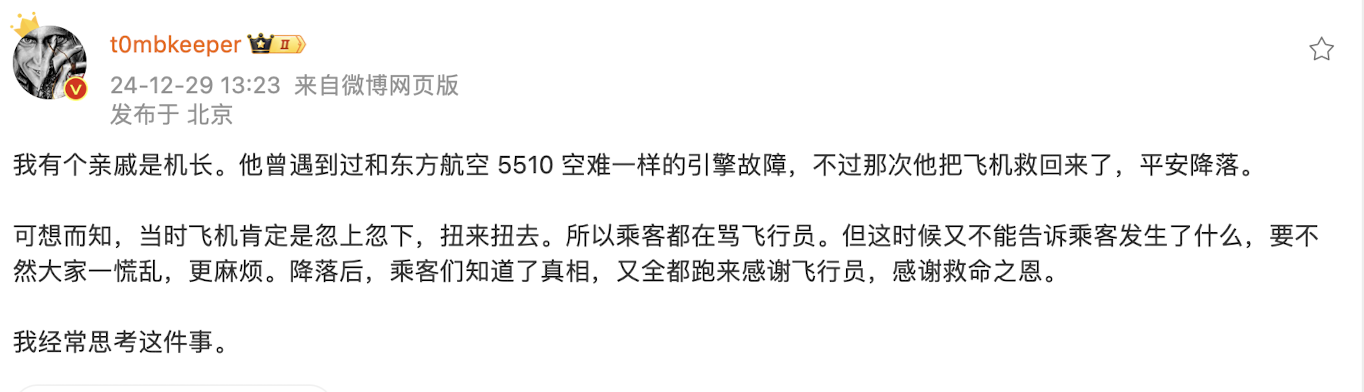 t0mbkeeper II
24-12-29 13:23 来自微博网页版
发布于 北京
我有个亲戚是机长。他曾遇到过和东方航空 5510 空难一样的引擎故障，不过那次他把飞机救回来了，平安降落。
可想而知，当时飞机肯定是忽上忽下，扭来扭去。所以乘客都在骂飞行员。但这时候又不能告诉乘客发生了什么，要不
然大家一慌乱，更麻烦。降落后，乘客们知道了真相，又全都跑来感谢飞行员，感谢救命之恩。
我经常思考这件事。